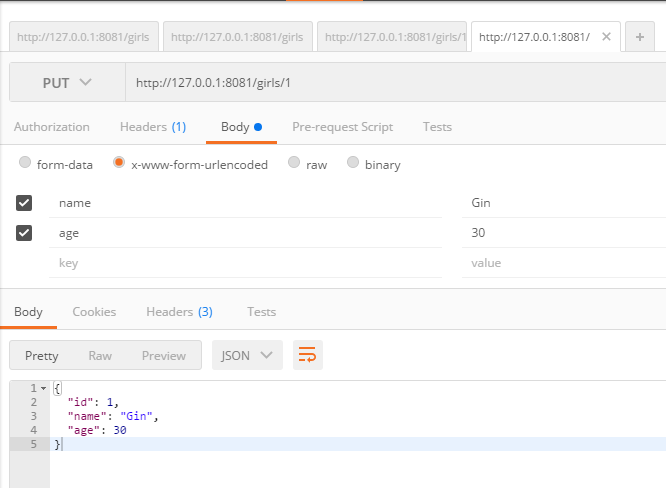 http://127.0.0.1:8081/girls http://127.0.0.1:8081/girls http://127.0.0.1:8081/girls/1 http://127.0.0.1:8081/ ✕ +
PUT http://127.0.0.1:8081/girls/1
Authorization Headers (1) Body Pre-request Script Tests
form-data x-www-form-urlencoded raw binary
name Gin
age 30
key value
Body Cookies Headers (3) Tests
Pretty Raw Preview JSON
1 {
2 "id": 1,
3 "name": "Gin",
4 "age": 30
5 }